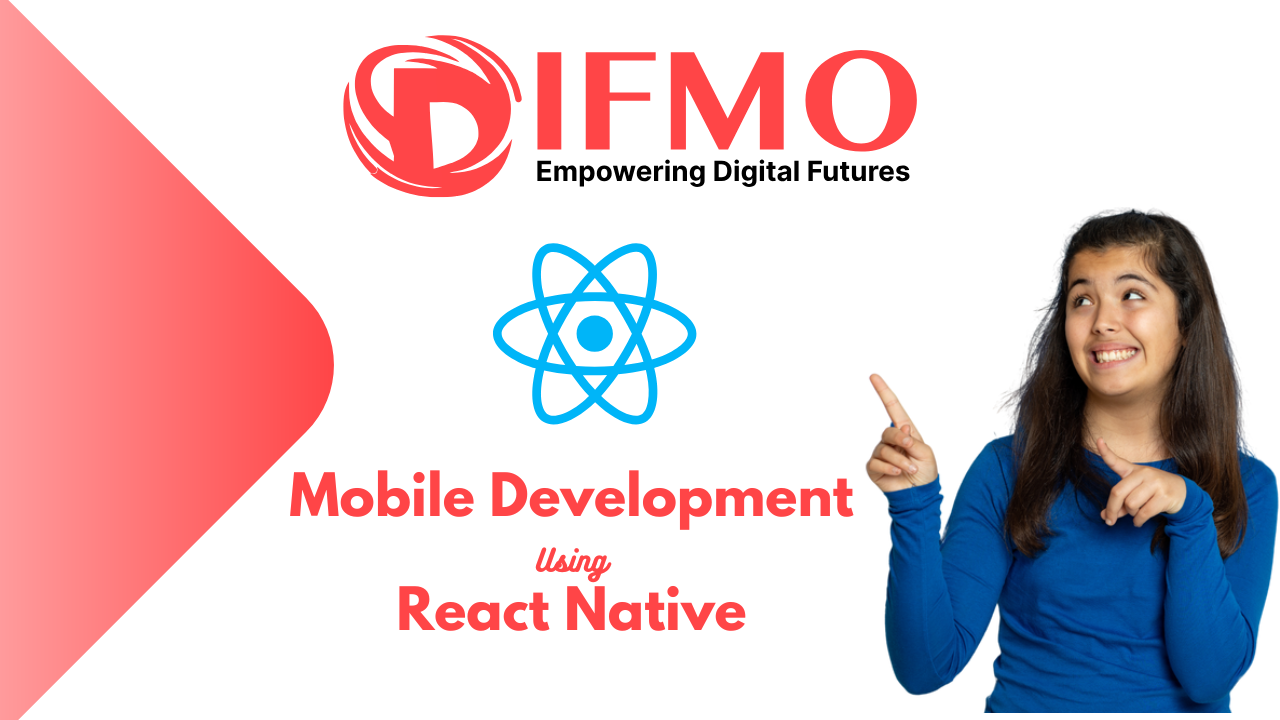 DIFMO
Empowering Digital Futures
Mobile Development
Using
React Native